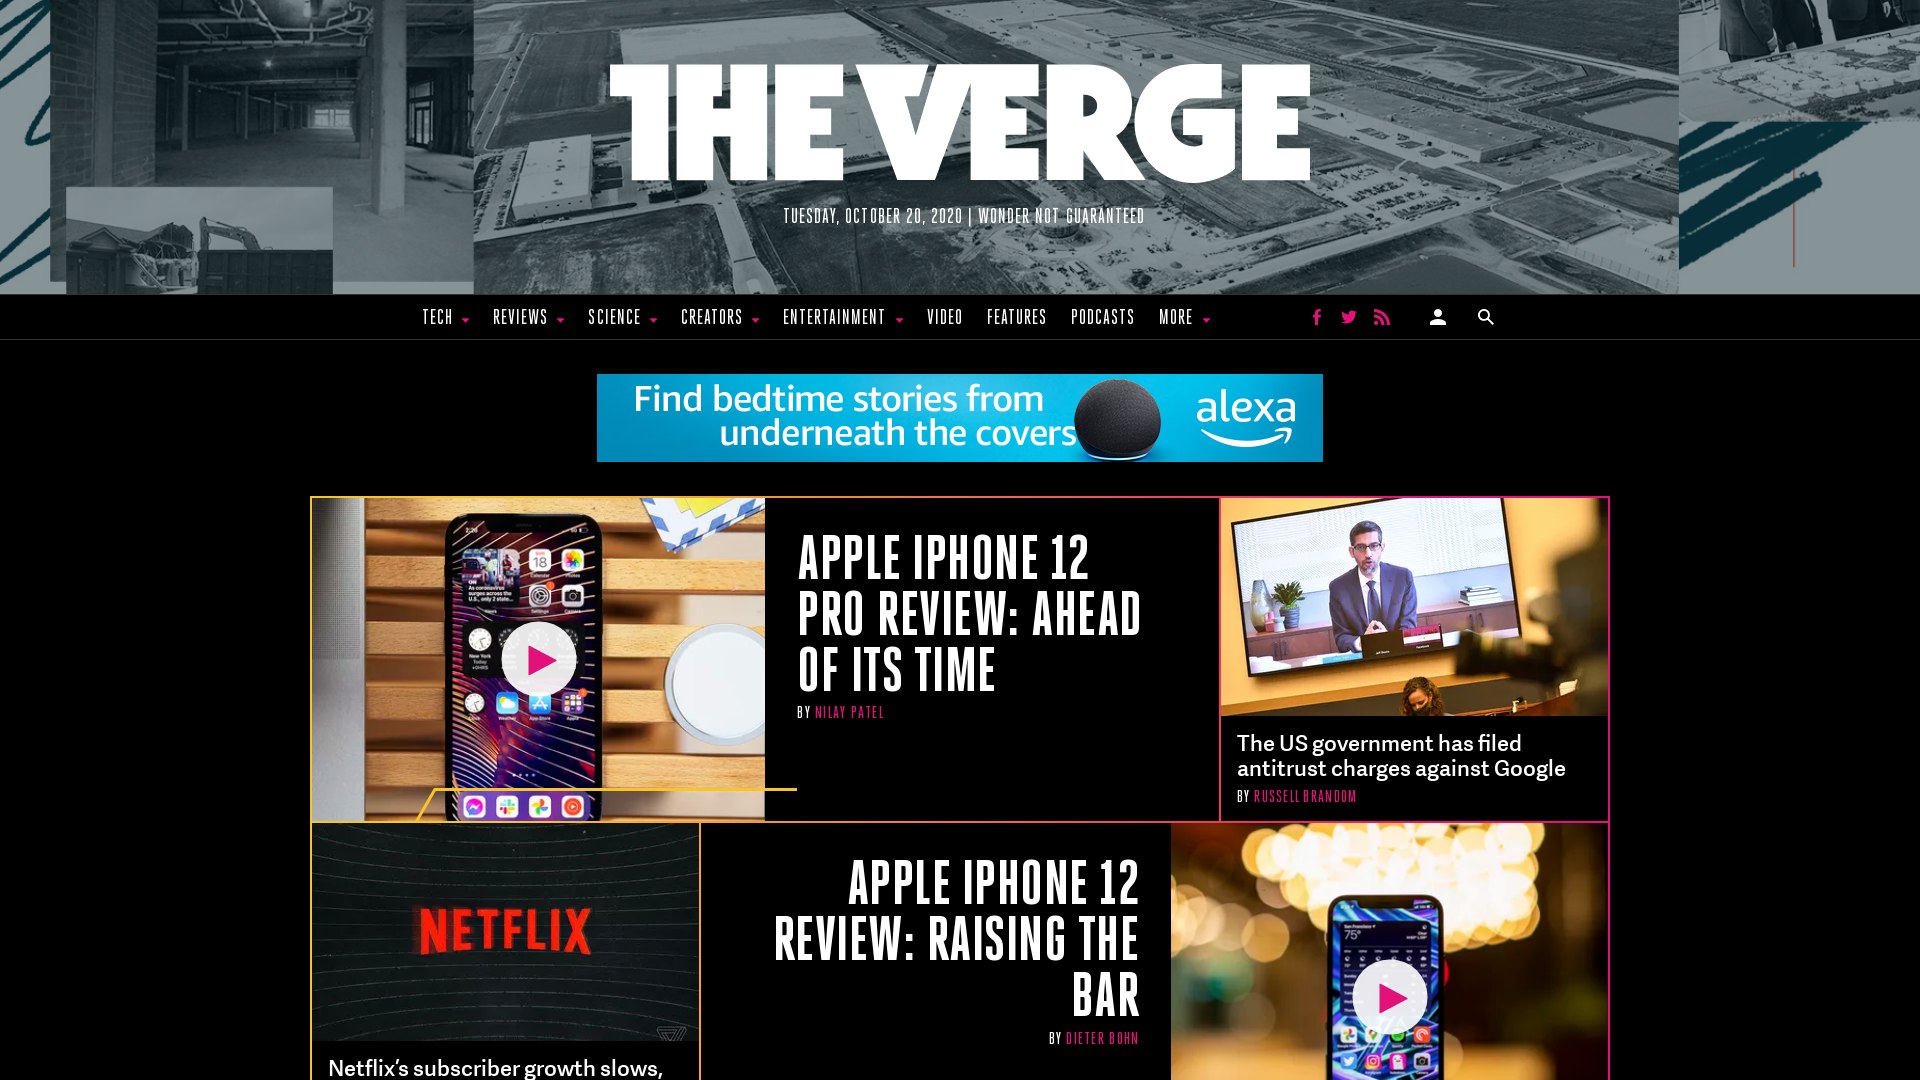 THE VERGE
TUESDAY, OCTOBER 20, 2020 | WONDER NOT GUARANTEED
TECH REVIEWS SCIENCE CREATORS ENTERTAINMENT VIDEO FEATURES PODCASTS MORE
Find bedtime stories from
underneath the covers
alexa
APPLE IPHONE 12
PRO REVIEW: AHEAD
OF ITS TIME
BY NILAY PATEL
The US government has filed
antitrust charges against Google
BY RUSSELL BRANDOM
NETFLIX
Netflix’s subscriber growth slows,
APPLE IPHONE 12
REVIEW: RAISING THE
BAR
BY DIETER BOHN
18
75°